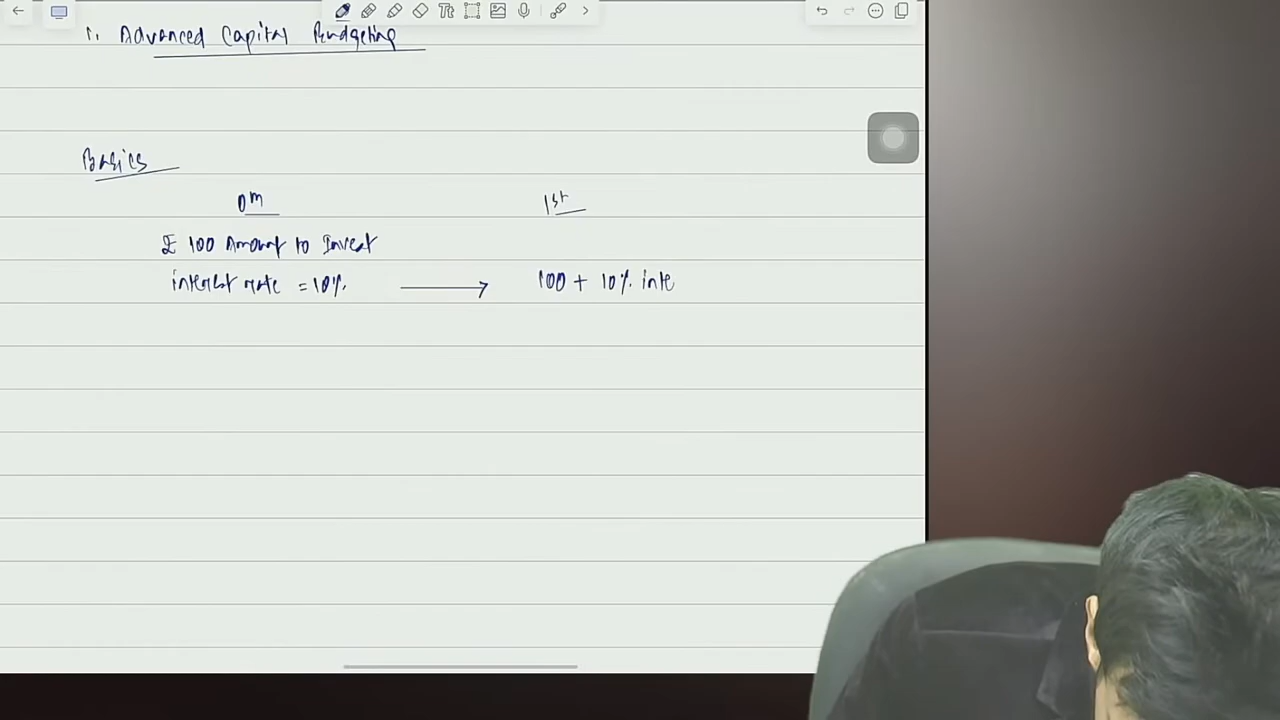 1. Advanced Capital Budgeting
Basics
0th 1st
£ 100 Amount to Invest
interest rate = 10% → 100 + 10% inte